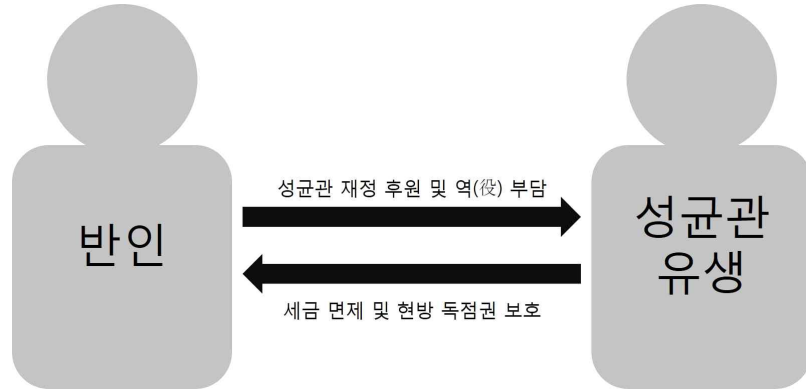 성균관 재정 후원 및 역(役) 부담
반인
성균관
유생
세금 면제 및 현방 독점권 보호